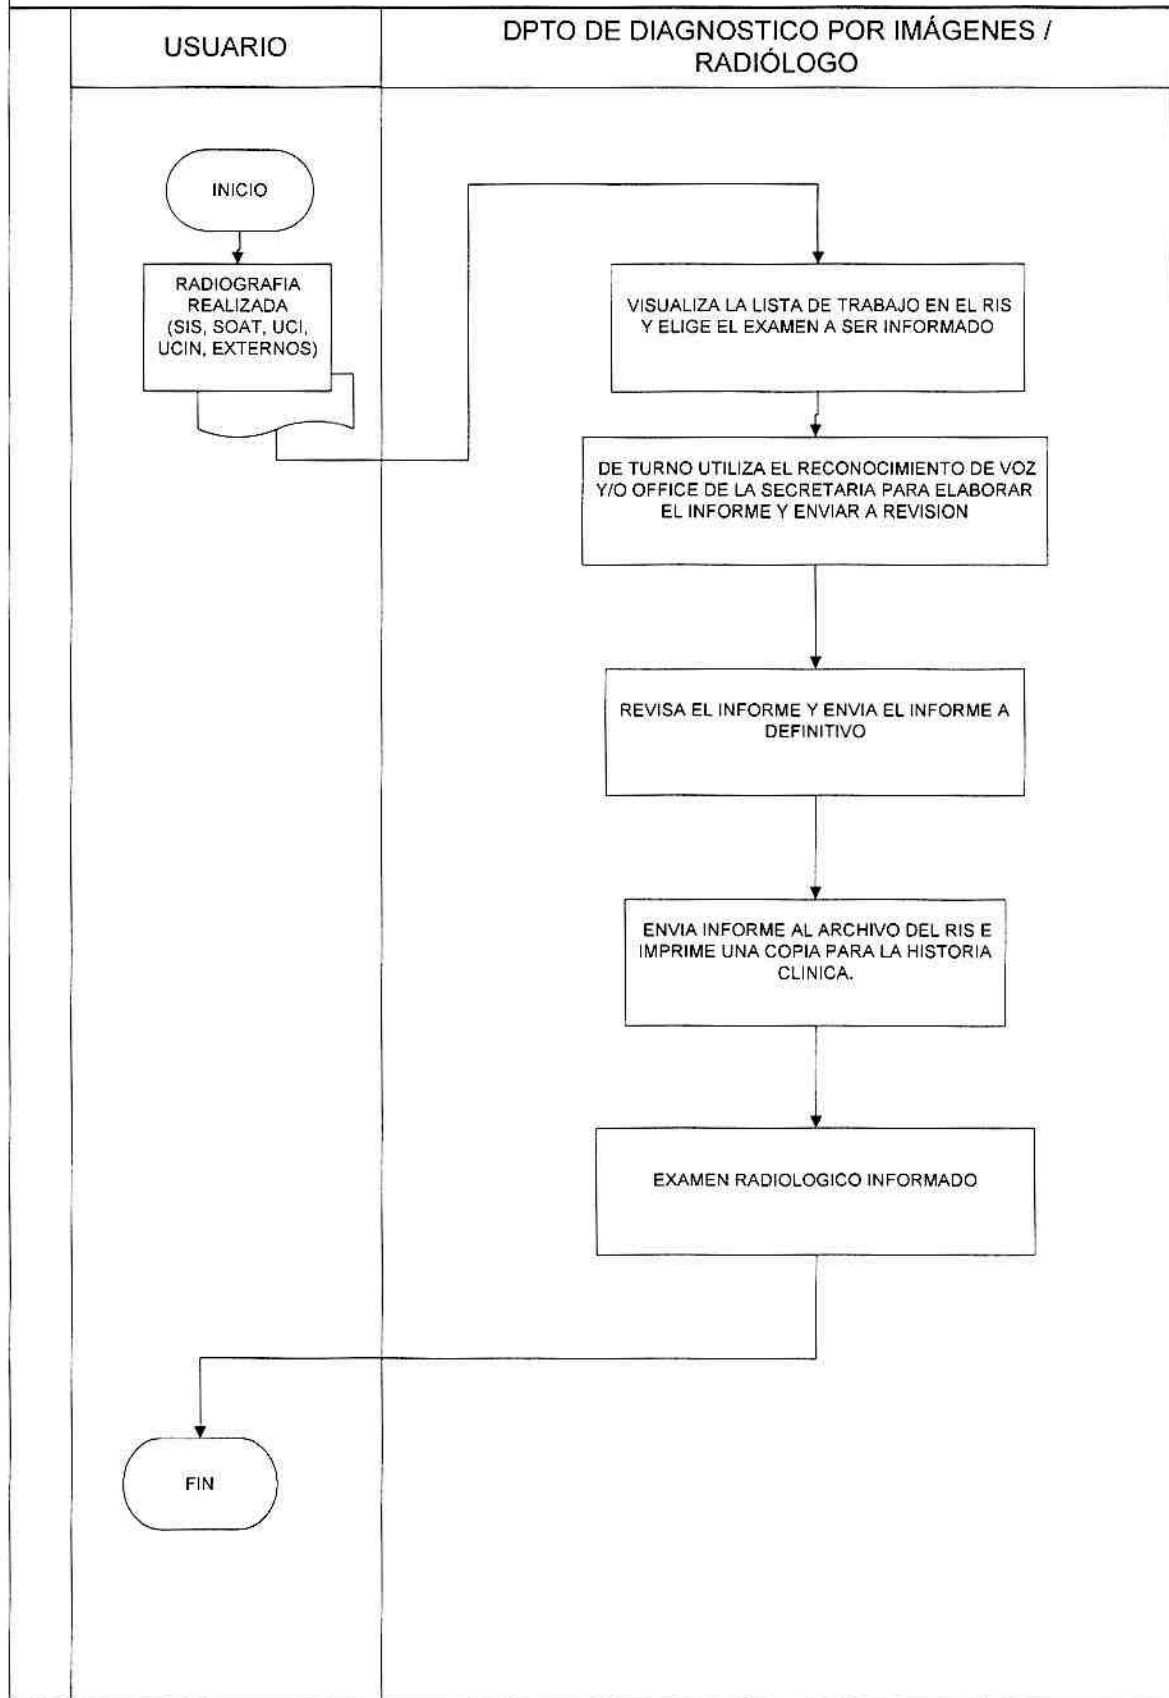 USUARIO
DPTO DE DIAGNOSTICO POR IMÁGENES /
RADIÓLOGO
INICIO
RADIOGRAFIA
REALIZADA
(SIS, SOAT, UCI,
UCIN, EXTERNOS)
VISUALIZA LA LISTA DE TRABAJO EN EL RIS
Y ELIGE EL EXAMEN A SER INFORMADO
DE TURNO UTILIZA EL RECONOCIMIENTO DE VOZ
Y/O OFFICE DE LA SECRETARIA PARA ELABORAR
EL INFORME Y ENVIAR A REVISION
REVISA EL INFORME Y ENVIA EL INFORME A
DEFINITIVO
ENVIA INFORME AL ARCHIVO DEL RIS E
IMPRIME UNA COPIA PARA LA HISTORIA
CLINICA.
EXAMEN RADIOLOGICO INFORMADO
FIN